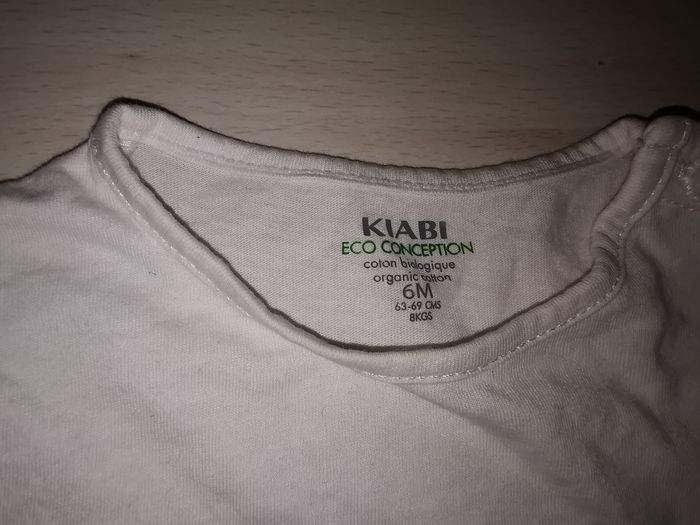 KIABI
ECO CONCEPTION
coton biologique
organic cotton
6M
63-69 CMS
8KGS